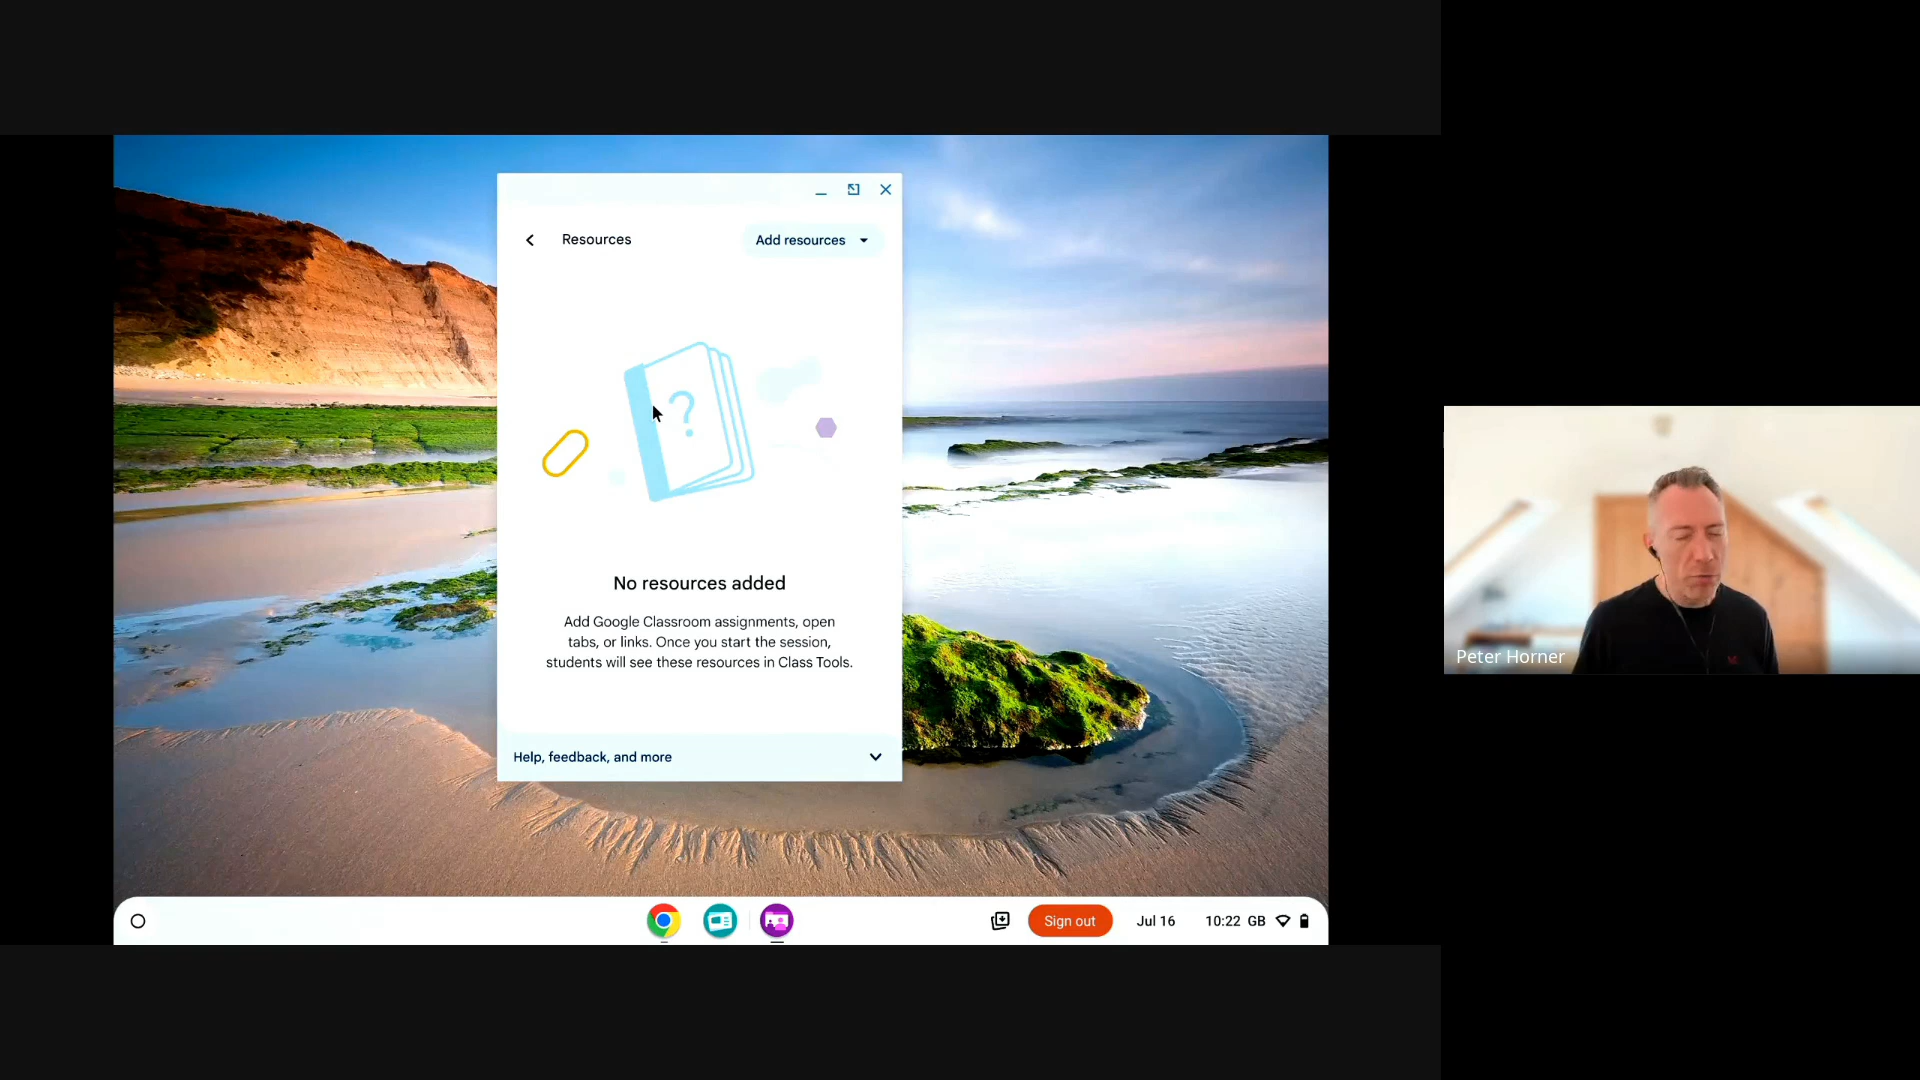 Resources
Add resources
?
No resources added
Add Google Classroom assignments, open
tabs, or links. Once you start the session,
students will see these resources in Class Tools.
Help, feedback, and more
Sign out
Jul 16
10:22 GB
Peter Horner